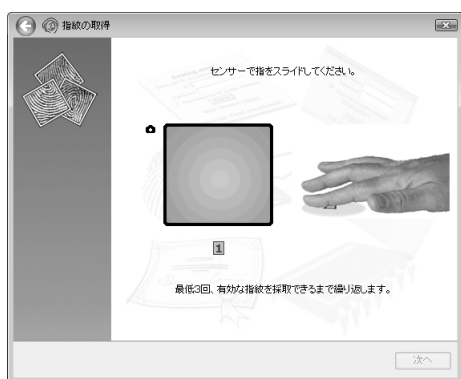 指紋の取得
センサーで指をスライドしてください。
1
最低3回、有効な指紋を採取できるまで繰り返します。
次へ